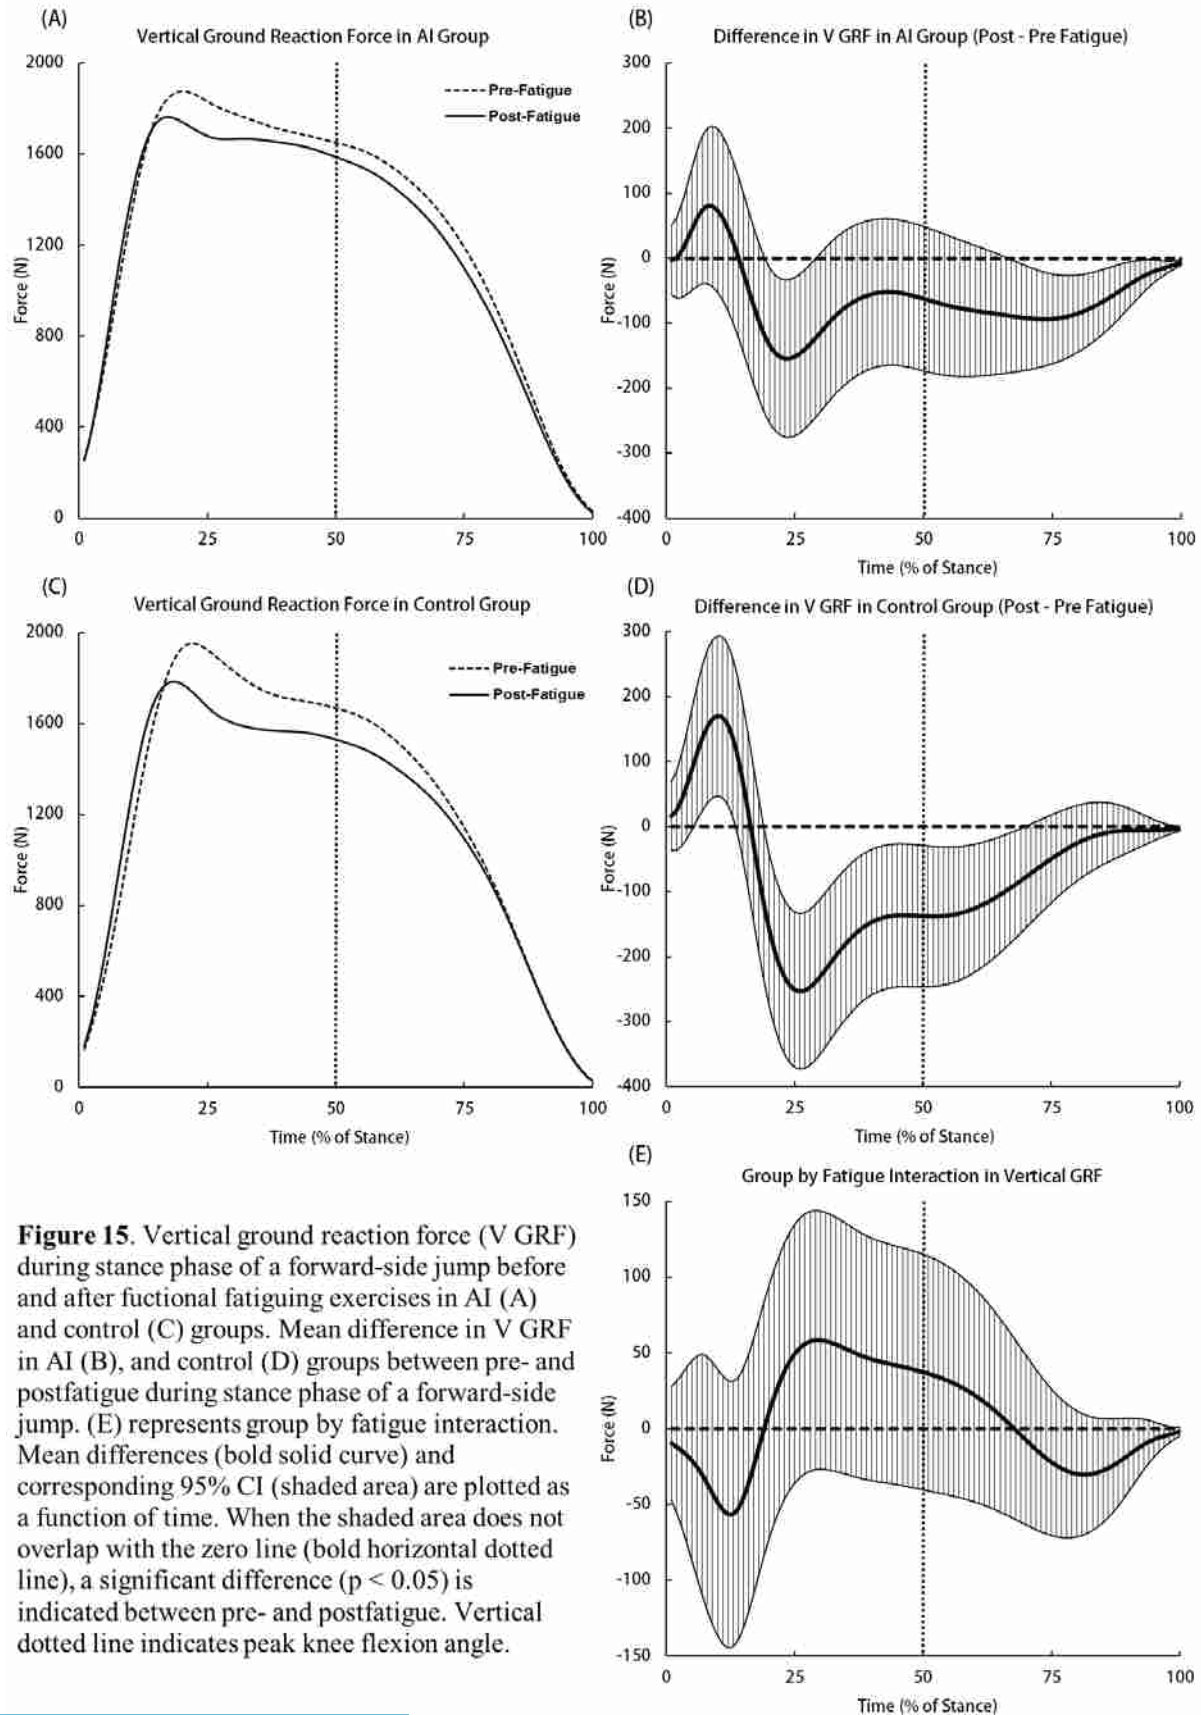 (A)
Vertical Ground Reaction Force in AI Group
2000
1600
1200
800
400
0
Force (N)
Pre-Fatigue
Post-Fatigue
0 25 50 75 100
(B)
Difference in V GRF in AI Group (Post - Pre Fatigue)
300
200
100
0
-100
-200
-300
-400
Force (N)
0 25 50 75 100
Time (% of Stance)
(C)
Vertical Ground Reaction Force in Control Group
2000
1600
1200
800
400
0
Force (N)
Pre-Fatigue
Post-Fatigue
0 25 50 75 100
Time (% of Stance)
(D)
Difference in V GRF in Control Group (Post - Pre Fatigue)
300
200
100
0
-100
-200
-300
-400
Force (N)
0 25 50 75 100
Time (% of Stance)
(E)
Group by Fatigue Interaction in Vertical GRF
150
100
50
0
-50
-100
-150
Force (N)
0 25 50 75 100
Time (% of Stance)
Figure 15. Vertical ground reaction force (V GRF)
during stance phase of a forward-side jump before
and after fuctional fatiguing exercises in AI (A)
and control (C) groups. Mean difference in V GRF
in AI (B), and control (D) groups between pre- and
postfatigue during stance phase of a forward-side
jump. (E) represents group by fatigue interaction.
Mean differences (bold solid curve) and
corresponding 95% CI (shaded area) are plotted as
a function of time. When the shaded area does not
overlap with the zero line (bold horizontal dotted
line), a significant difference (p < 0.05) is
indicated between pre- and postfatigue. Vertical
dotted line indicates peak knee flexion angle.